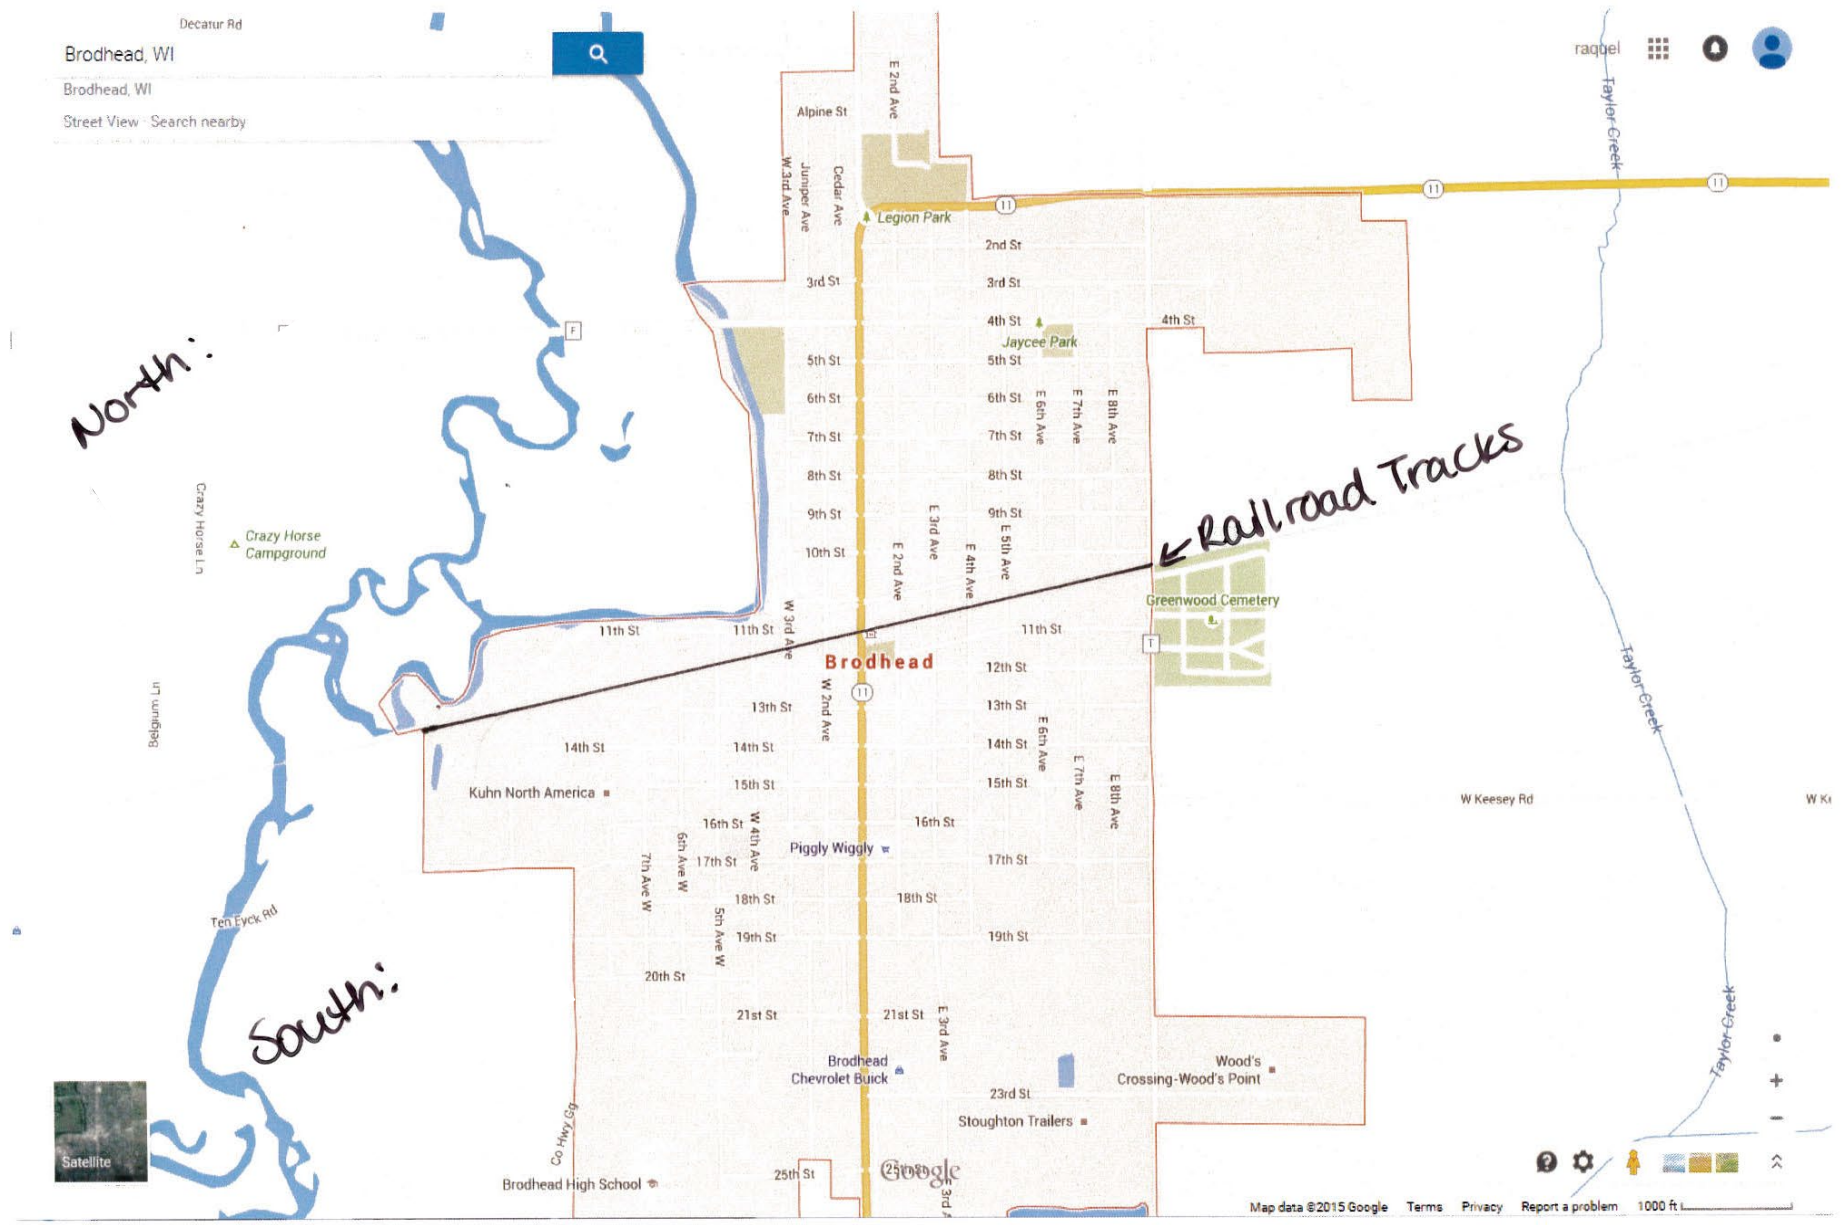 Decatur Rd
Brodhead, WI
Brodhead, WI
Street View · Search nearby
raquel
E 2nd Ave
Alpine St
Taylor Creek
W 3rd Ave
Juniper Ave
Cedar Ave
11
11
11
Legion Park
2nd St
3rd St
3rd St
4th St
4th St
F
Jaycee Park
5th St
5th St
North:
6th St
6th St
E 6th Ave
E 7th Ave
E 8th Ave
7th St
7th St
8th St
8th St
Railroad Tracks
Crazy Horse Ln
9th St
E 3rd Ave
9th St
E 5th Ave
Crazy Horse
Campground
10th St
E 2nd Ave
E 4th Ave
Greenwood Cemetery
W 3rd Ave
11th St
11th St
11th St
T
Brodhead
12th St
Taylor Creek
11
Belgium Ln
W 2nd Ave
13th St
13th St
E 6th Ave
14th St
14th St
14th St
E 7th Ave
E 8th Ave
Kuhn North America
15th St
15th St
W Keesey Rd
W Ke
16th St
W 4th Ave
16th St
6th Ave W
Piggly Wiggly
7th Ave W
17th St
17th St
18th St
18th St
Ten Eyck Rd
5th Ave W
19th St
19th St
20th St
South:
21st St
21st St
E 3rd Ave
Taylor Creek
Brodhead
Chevrolet Buick
Wood's
Crossing-Wood's Point
23rd St
Stoughton Trailers
Co Hwy Gg
Satellite
25th St
25th St
Google
E 3rd A
Brodhead High School
Map data ©2015 Google
Terms
Privacy
Report a problem
1000 ft